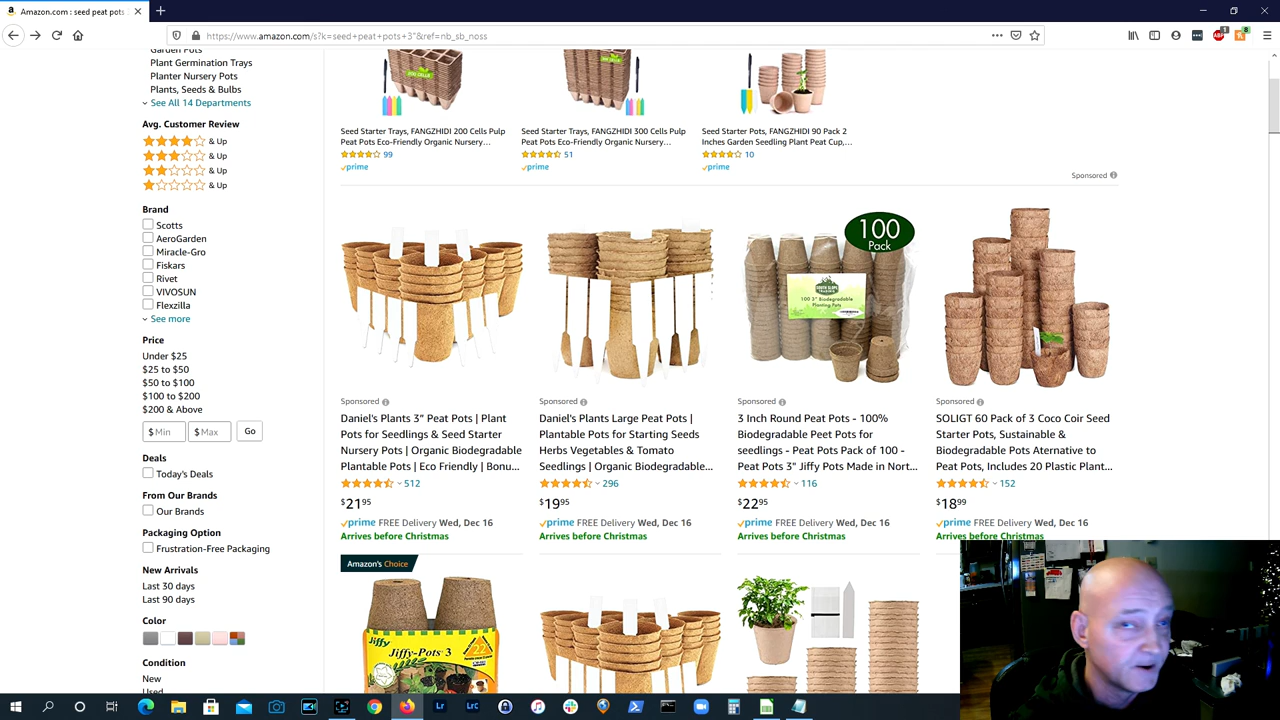 Amazon.com : seed peat pots
https://www.amazon.com/s?k=seed+peat+pots+3"&ref=nb_sb_noss
Garden Pots
Plant Germination Trays
Planter Nursery Pots
Plants, Seeds & Bulbs
See All 14 Departments
Avg. Customer Review
& Up
& Up
& Up
& Up
Brand
Scotts
AeroGarden
Miracle-Gro
Fiskars
Rivet
VIVOSUN
Flexzilla
See more
Price
Under $25
$25 to $50
$50 to $100
$100 to $200
$200 & Above
$ Min $ Max Go
Deals
Today's Deals
From Our Brands
Our Brands
Packaging Option
Frustration-Free Packaging
New Arrivals
Last 30 days
Last 90 days
Color
Condition
New
Used
Seed Starter Trays, FANGZHIDI 200 Cells Pulp
Peat Pots Eco-Friendly Organic Nursery…
99
prime
Seed Starter Trays, FANGZHIDI 300 Cells Pulp
Peat Pots Eco-Friendly Organic Nursery…
51
prime
Seed Starter Pots, FANGZHIDI 90 Pack 2
Inches Garden Seedling Plant Peat Cup,…
10
prime
Sponsored
Sponsored
Daniel's Plants 3” Peat Pots | Plant
Pots for Seedlings & Seed Starter
Nursery Pots | Organic Biodegradable
Plantable Pots | Eco Friendly | Bonu…
512
$21 95
prime FREE Delivery Wed, Dec 16
Arrives before Christmas
Sponsored
Daniel's Plants Large Peat Pots |
Plantable Pots for Starting Seeds
Herbs Vegetables & Tomato
Seedlings | Organic Biodegradable…
296
$19 95
prime FREE Delivery Wed, Dec 16
Arrives before Christmas
100
Pack
Sponsored
3 Inch Round Peat Pots - 100%
Biodegradable Peet Pots for
seedlings - Peat Pots Pack of 100 -
Peat Pots 3" Jiffy Pots Made in Nort…
116
$22 95
prime FREE Delivery Wed, Dec 16
Arrives before Christmas
Sponsored
SOLIGT 60 Pack of 3 Coco Coir Seed
Starter Pots, Sustainable &
Biodegradable Pots Aternative to
Peat Pots, Includes 20 Plastic Plant…
152
$18 99
prime FREE Delivery Wed, Dec 16
Arrives before Christmas
Amazon's Choice
Jiffy-Pots 3
22